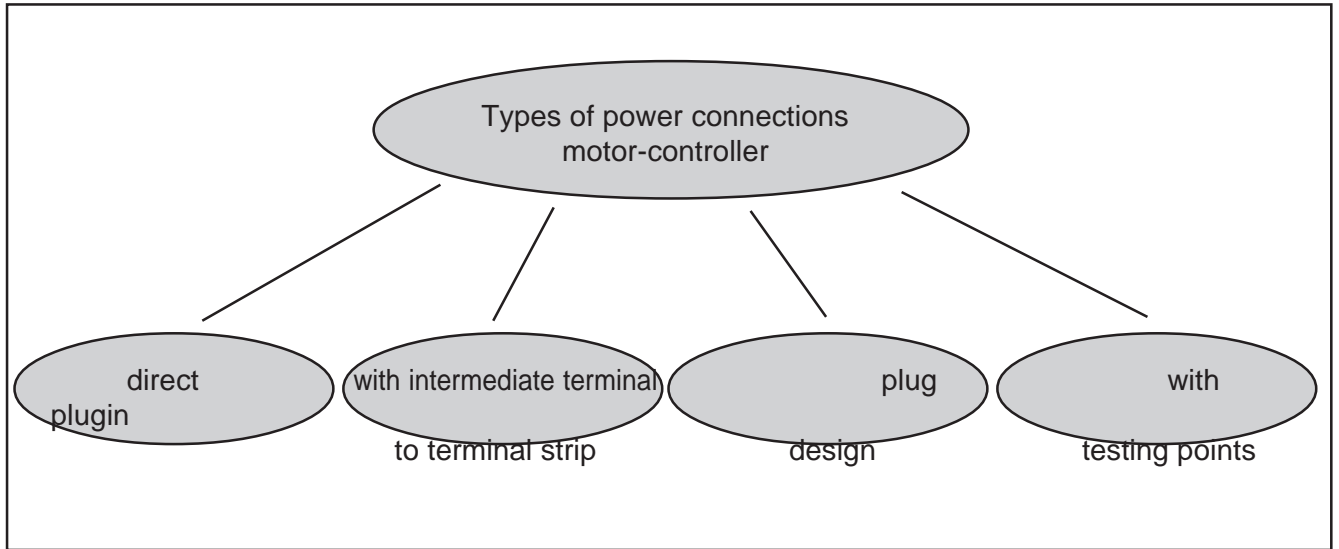 Types of power connections
motor-controller
direct
plugin
with intermediate terminal
to terminal strip
plug
design
with
testing points